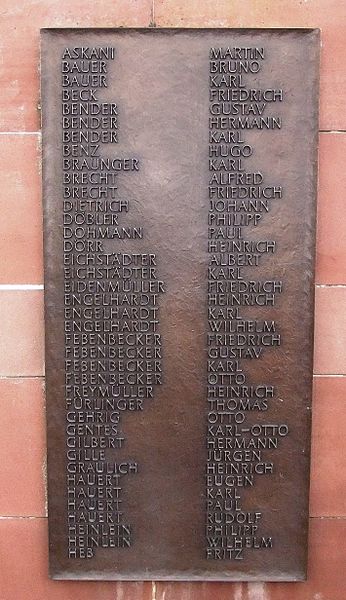 ASKANI MARTIN
BAUER BRUNO
BAUER KARL
BECK FRIEDRICH
BENDER GUSTAV
BENDER HERMANN
BENDER KARL
BENZ HUGO
BRAUNGER KARL
BRECHT ALFRED
BRECHT FRIEDRICH
DIETRICH JOHANN
DÖBLER PHILIPP
DOHMANN PAUL
DÖRR HEINRICH
EICHSTÄDTER ALBERT
EICHSTÄDTER KARL
EIDENMÜLLER FRIEDRICH
ENGELHARDT HEINRICH
ENGELHARDT KARL
ENGELHARDT WILHELM
FEBENBECKER FRIEDRICH
FEBENBECKER GUSTAV
FEBENBECKER KARL
FEBENBECKER OTTO
FREYMÜLLER HEINRICH
FÜRLINGER THOMAS
GEHRIG OTTO
GENTES KARL-OTTO
GILBERT HERMANN
GILLE JÜRGEN
GRAULICH HEINRICH
HAUERT EUGEN
HAUERT KARL
HAUERT PAUL
HAUERT RUDOLF
HEINLEIN PHILIPP
HEINLEIN WILHELM
HEß FRITZ